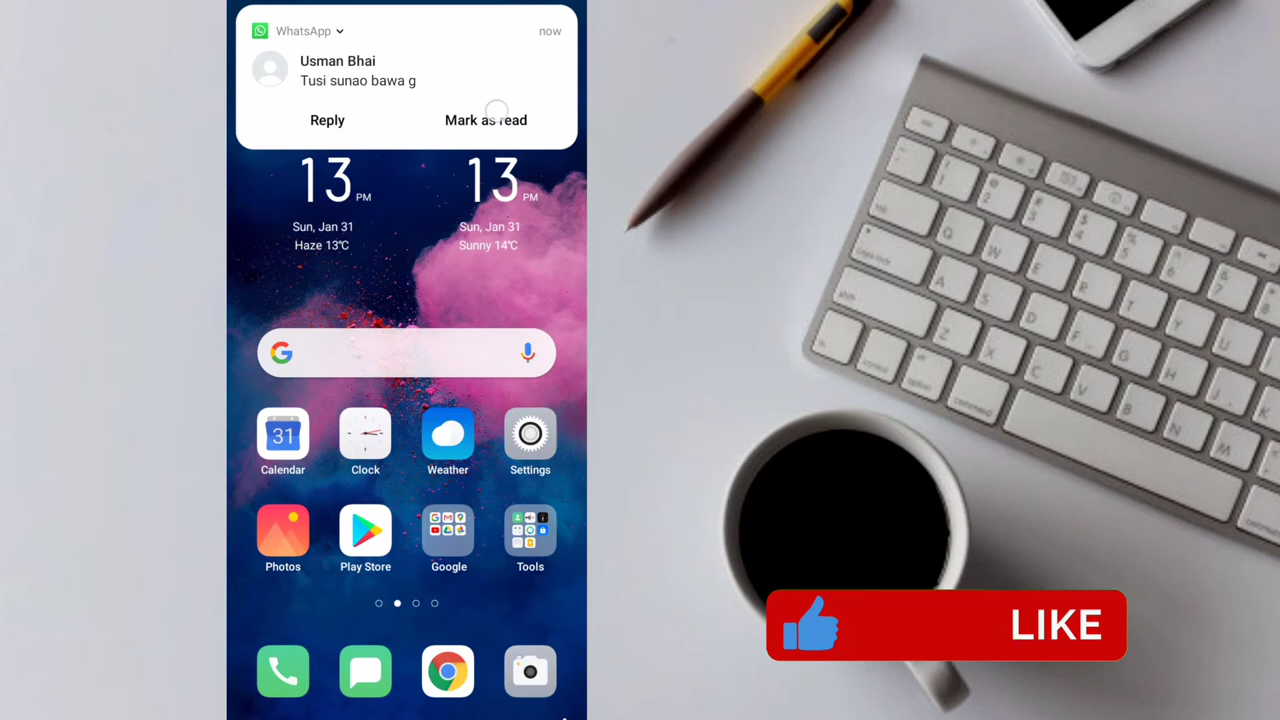 WhatsApp now
Usman Bhai
Tusi sunao bawa g
Reply Mark as read
13 PM 13 PM
Sun, Jan 31 Sun, Jan 31
Haze 13°C Sunny 14°C
31
Calendar Clock Weather Settings
Photos Play Store Google Tools
LIKE
Q W E R T Y U
A S D F G H J K
Z X C V B N M